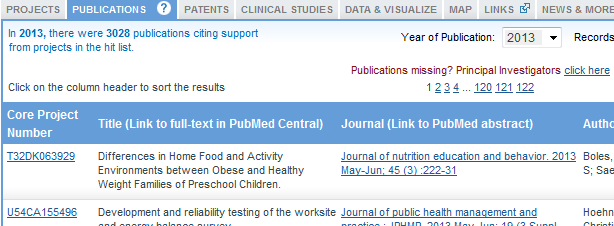 PROJECTS PUBLICATIONS ? PATENTS CLINICAL STUDIES DATA & VISUALIZE MAP LINKS NEWS & MORE
In 2013, there were 3028 publications citing support
from projects in the hit list.
Year of Publication: 2013 Records
Publications missing? Principal Investigators click here
Click on the column header to sort the results
1 2 3 4 ... 120 121 122
Core Project
Number
Title (Link to full-text in PubMed Central)
Journal (Link to PubMed abstract)
Autho
T32DK063929
Differences in Home Food and Activity
Environments between Obese and Healthy
Weight Families of Preschool Children.
Journal of nutrition education and behavior. 2013
May-Jun; 45 (3) :222-31
Boles,
S; Sae
U54CA155496
Development and reliability testing of the worksite
and energy balance survey.
Journal of public health management and
practice : JPHMP. 2013 May-Jun; 19 (3 Suppl
Hoehn
Christi